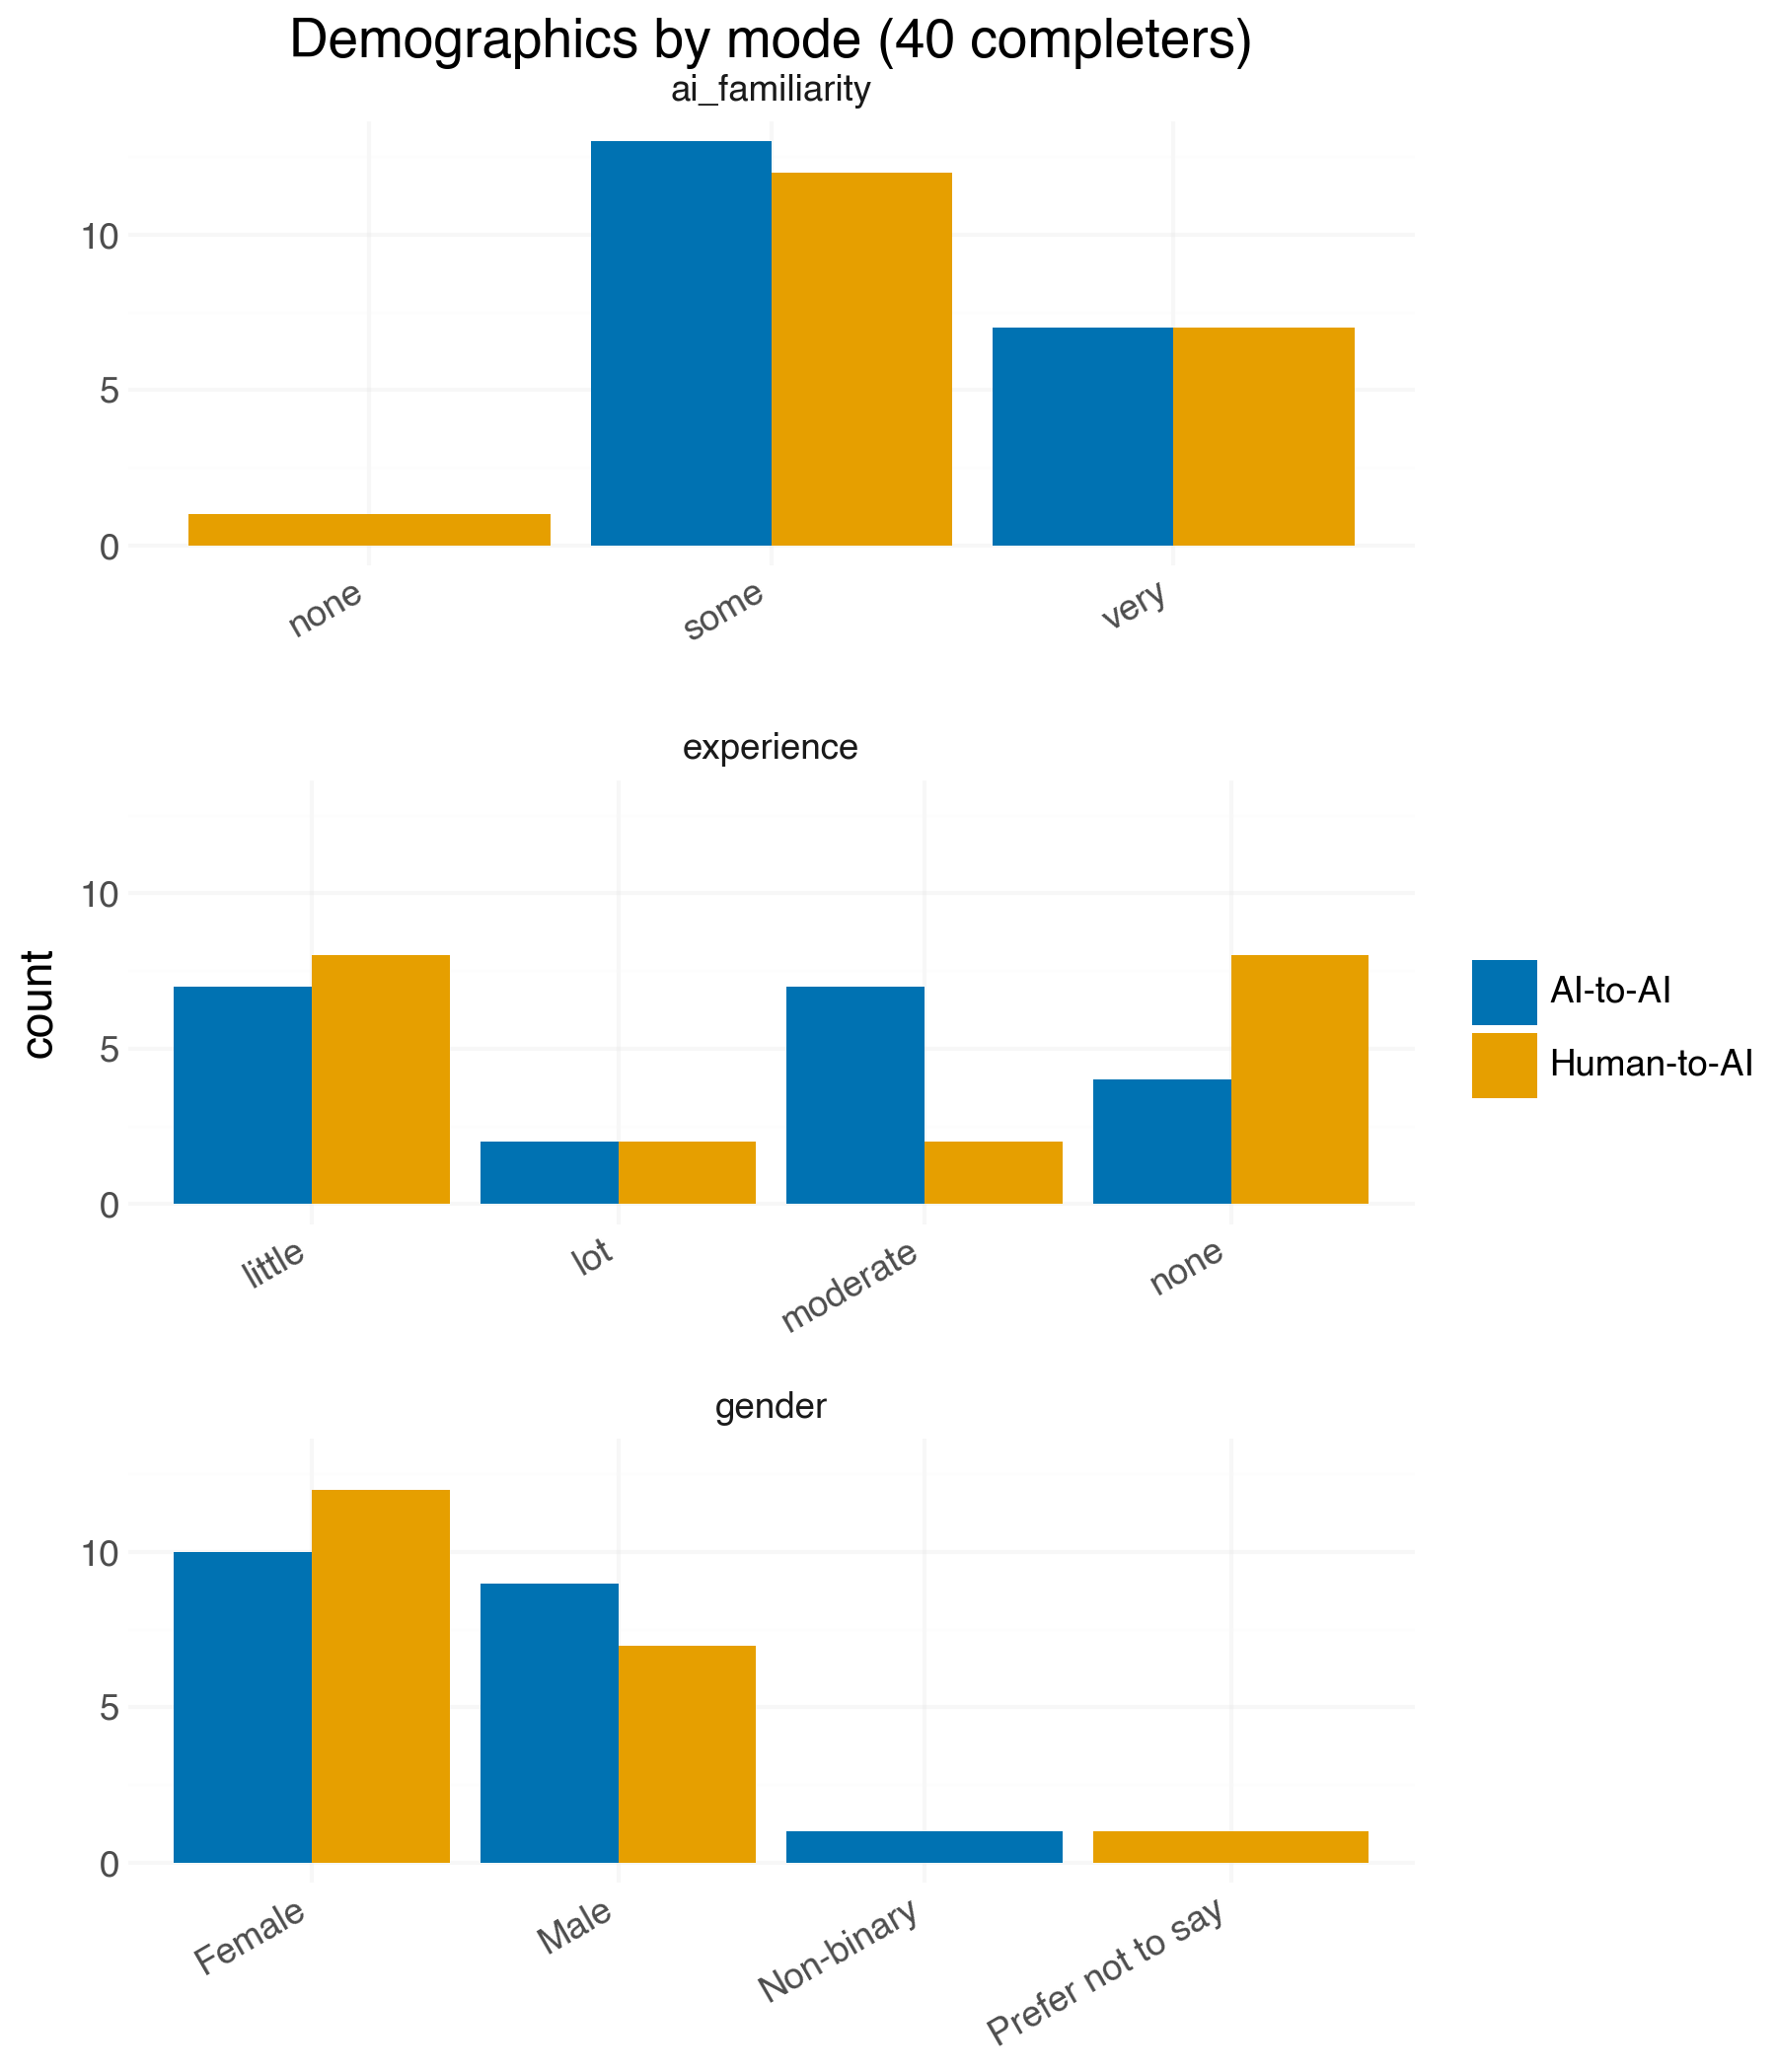 Demographics by mode (40 completers)
ai_familiarity
10
5
0
none
some
very
experience
count
10
5
0
little
lot
moderate
none
AI-to-AI
Human-to-AI
gender
10
5
0
Female
Male
Non-binary
Prefer not to say